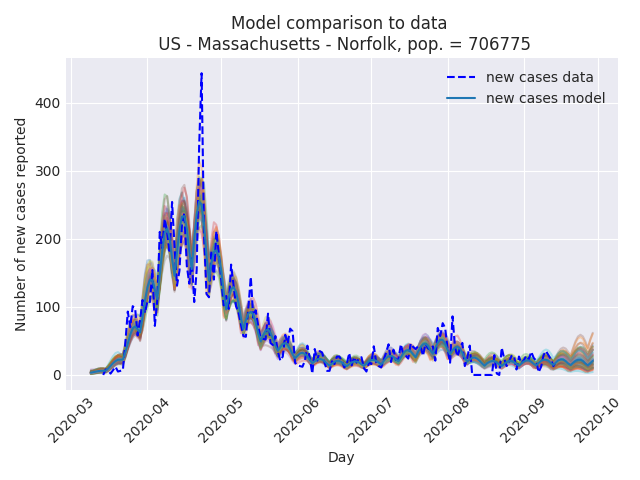 Model comparison to data
US - Massachusetts - Norfolk, pop. = 706775
new cases data
new cases model
Number of new cases reported
400
300
200
100
0
2020-03
2020-04
2020-05
2020-06
2020-07
2020-08
2020-09
2020-10
Day